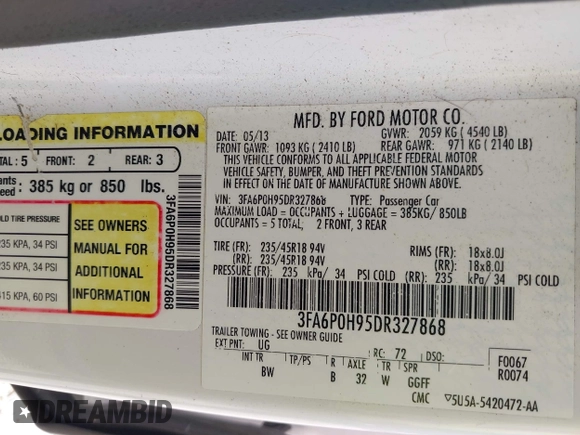 LOADING INFORMATION
TOTAL: 5 FRONT: 2 REAR: 3
385 kg or 850 lbs.
COLD TIRE PRESSURE
235 KPA, 34 PSI
235 KPA, 34 PSI
415 KPA, 60 PSI
SEE OWNERS
MANUAL FOR
ADDITIONAL
INFORMATION
3FA6P0H95DR327868
MFD. BY FORD MOTOR CO.
DATE: 05/13 GVWR: 2059 KG ( 4540 LB)
FRONT GAWR: 1093 KG ( 2410 LB) REAR GAWR: 971 KG ( 2140 LB)
THIS VEHICLE CONFORMS TO ALL APPLICABLE FEDERAL MOTOR
VEHICLE SAFETY, BUMPER, AND THEFT PREVENTION STANDARDS
IN EFFECT ON THE DATE OF MANUFACTURE SHOWN ABOVE.
VIN: 3FA6P0H95DR327868 TYPE: Passenger Car
MAXIMUM LOAD = OCCUPANTS + LUGGAGE = 385KG/850LB
OCCUPANTS = 5 TOTAL; 2 FRONT, 3 REAR
TIRE (FR): 235/45R18 94V RIMS (FR): 18x8.0J
TIRE (RR): 235/45R18 94V RIMS (RR): 18x8.0J
PRESSURE (FR): 235 kPa/ 34 PSI COLD (RR): 235 kPa/ 34 PSI COLD
3FA6P0H95DR327868
TRAILER TOWING - SEE OWNER GUIDE
EXT PNT: UG RC: 72 DSO: F0067
R0074
INT TR TP/PS R AXLE TR SPR
BW B 32 W GGFF
CMC 5U5A-5420472-AA
DREAMBID